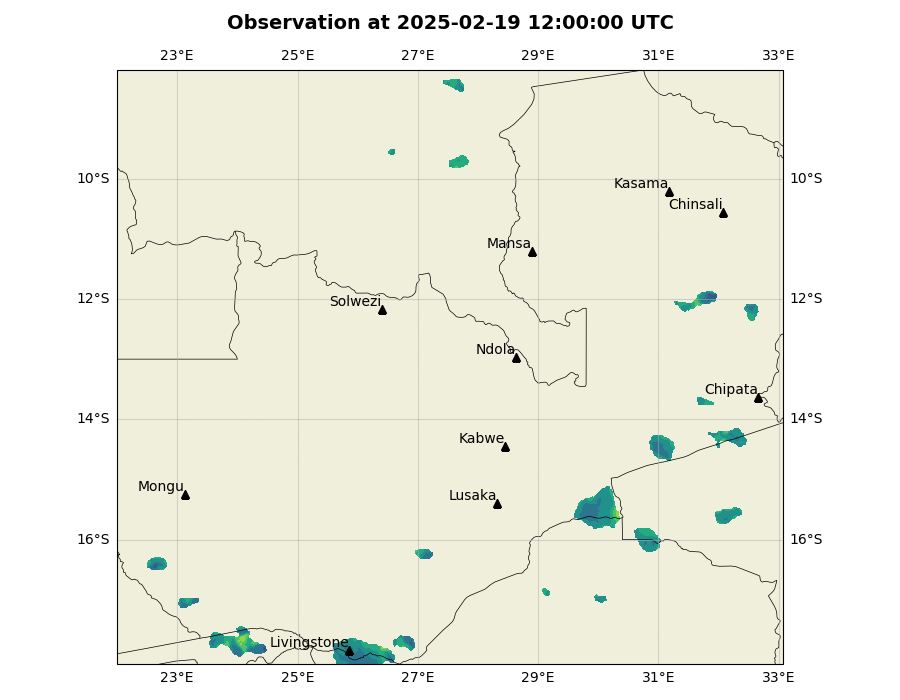 Observation at 2025-02-19 12:00:00 UTC
23°E 25°E 27°E 29°E 31°E 33°E
10°S 10°S
Kasama
Chinsali
Mansa
12°S 12°S
Solwezi
Ndola
Chipata
14°S 14°S
Kabwe
Mongu
Lusaka
16°S 16°S
Livingstone
23°E 25°E 27°E 29°E 31°E 33°E